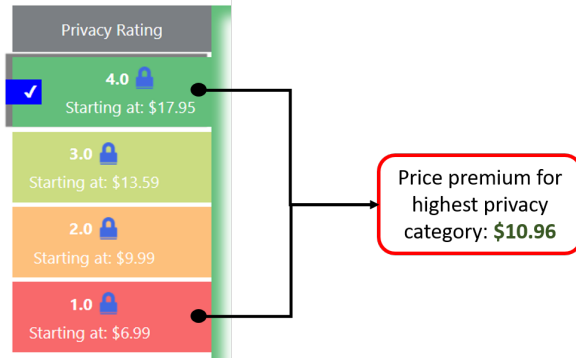 Privacy Rating
4.0
Starting at: $17.95
3.0
Starting at: $13.59
2.0
Starting at: $9.99
1.0
Starting at: $6.99
Price premium for
highest privacy
category: $10.96